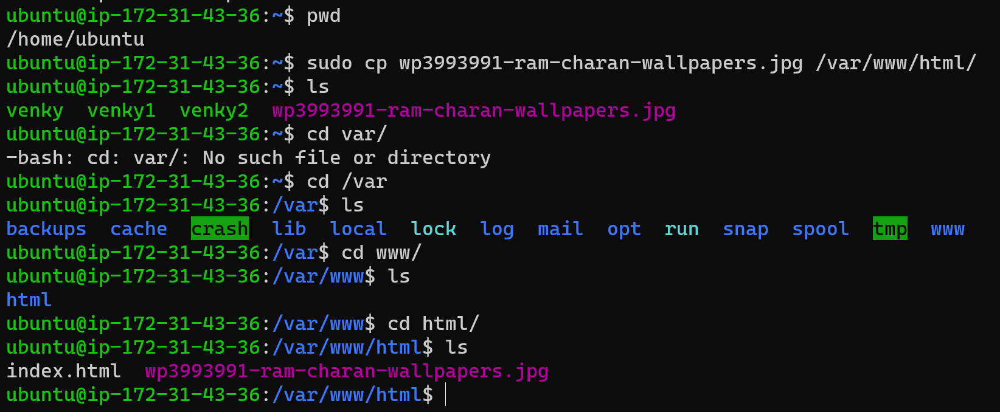 ubuntu@ip-172-31-43-36:~$ pwd
/home/ubuntu
ubuntu@ip-172-31-43-36:~$ sudo cp wp3993991-ram-charan-wallpapers.jpg /var/www/html/
ubuntu@ip-172-31-43-36:~$ ls
venky  venky1  venky2  wp3993991-ram-charan-wallpapers.jpg
ubuntu@ip-172-31-43-36:~$ cd var/
-bash: cd: var/: No such file or directory
ubuntu@ip-172-31-43-36:~$ cd /var
ubuntu@ip-172-31-43-36:/var$ ls
backups  cache  crash  lib  local  lock  log  mail  opt  run  snap  spool  tmp  www
ubuntu@ip-172-31-43-36:/var$ cd www/
ubuntu@ip-172-31-43-36:/var/www$ ls
html
ubuntu@ip-172-31-43-36:/var/www$ cd html/
ubuntu@ip-172-31-43-36:/var/www/html$ ls
index.html  wp3993991-ram-charan-wallpapers.jpg
ubuntu@ip-172-31-43-36:/var/www/html$